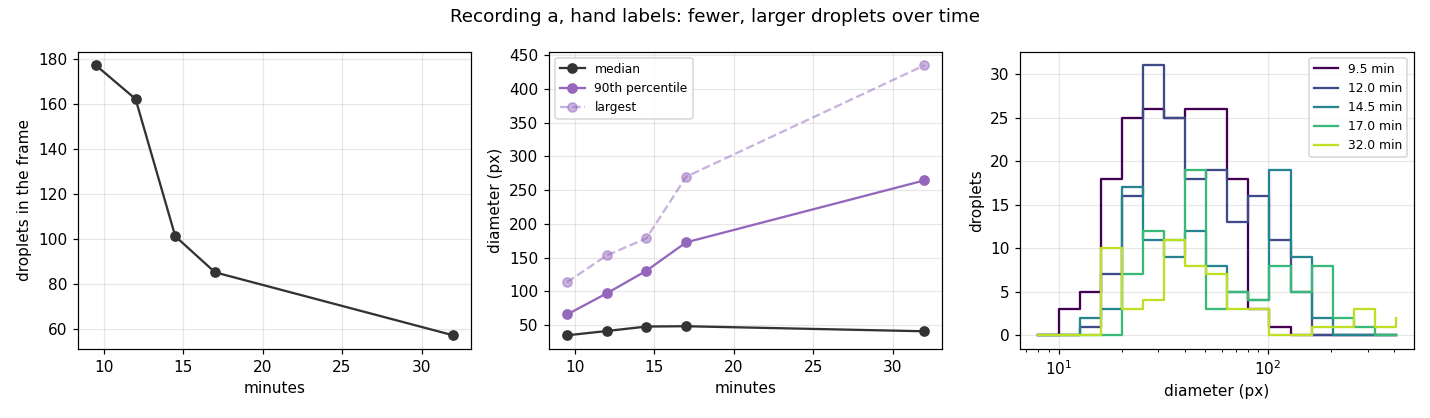 Recording a, hand labels: fewer, larger droplets over time
droplets in the frame
180
160
140
120
100
80
60
10
15
20
25
30
minutes
diameter (px)
450
400
350
300
250
200
150
100
50
median
90th percentile
largest
10
15
20
25
30
minutes
droplets
30
25
20
15
10
5
0
9.5 min
12.0 min
14.5 min
17.0 min
32.0 min
10¹
10²
diameter (px)